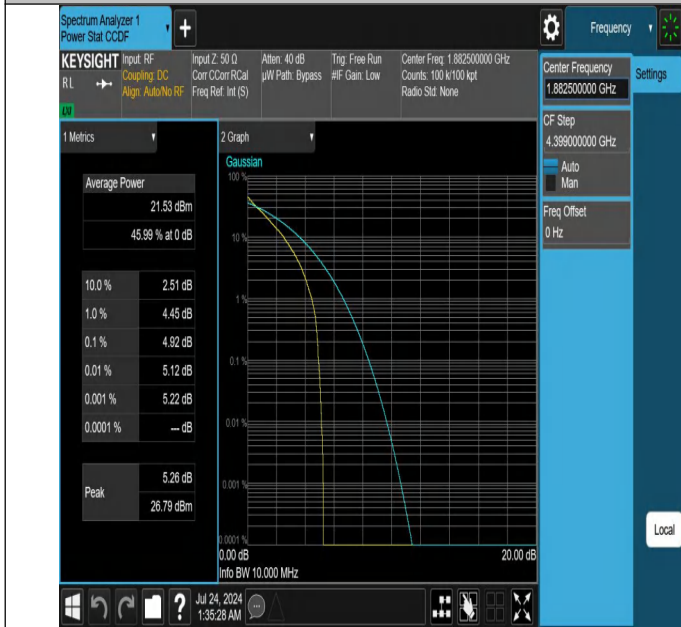 Spectrum Analyzer 1
Power Stat CCDF
+
Frequency
KEYSIGHT
RL
Input: RF
Coupling: DC
Align: Auto/No RF
Input Z: 50 Ω
Corr CCorr RCal
Freq Ref: Int (S)
Atten: 40 dB
µW Path: Bypass
Trig: Free Run
#IF Gain: Low
Center Freq: 1.882500000 GHz
Counts: 100 k/100 kpt
Radio Std: None
Center Frequency
1.882500000 GHz
Settings
CF Step
4.399000000 GHz
Auto
Man
Freq Offset
0 Hz
1 Metrics
Average Power
21.53 dBm
45.99 % at 0 dB
10.0 % 2.51 dB
1.0 % 4.45 dB
0.1 % 4.92 dB
0.01 % 5.12 dB
0.001 % 5.22 dB
0.0001 % --- dB
Peak
5.26 dB
26.79 dBm
2 Graph
Gaussian
100 %
10 %
1 %
0.1 %
0.01 %
0.001 %
0.0001 %
0.00 dB 20.00 dB
Info BW 10.000 MHz
Local
?
Jul 24, 2024
1:35:28 AM